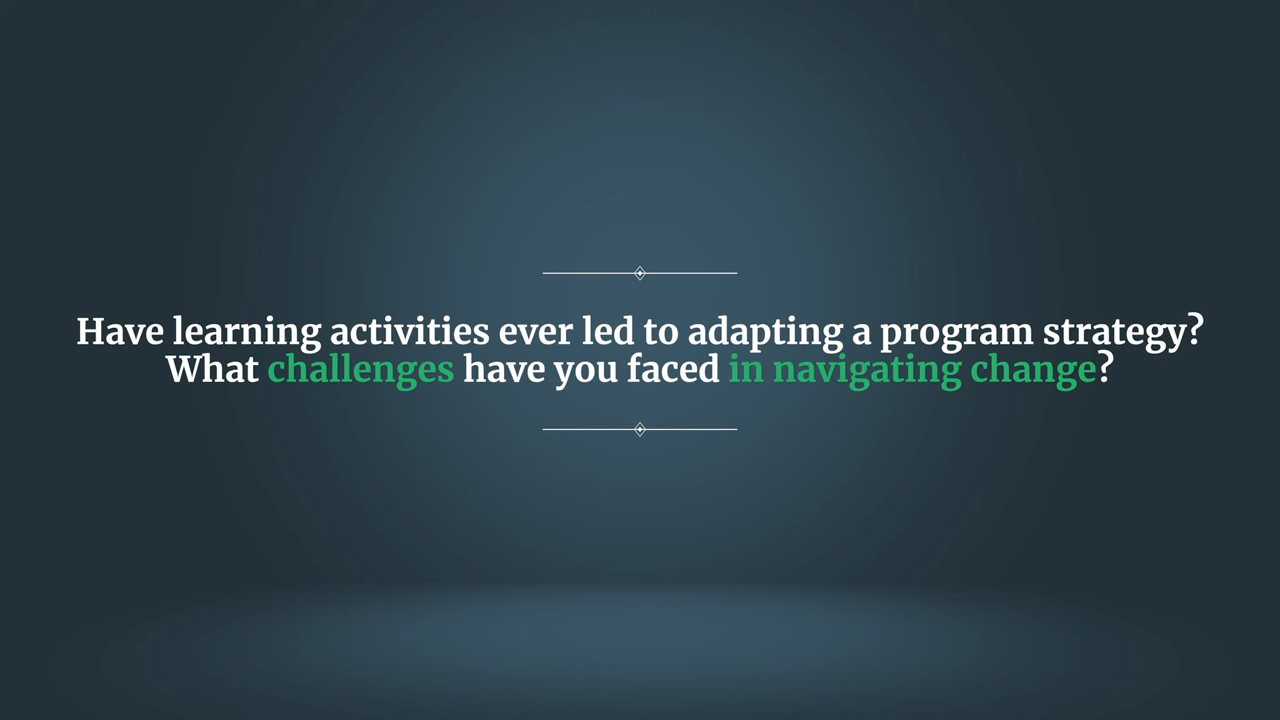 Have learning activities ever led to adapting a program strategy?
What challenges have you faced in navigating change?